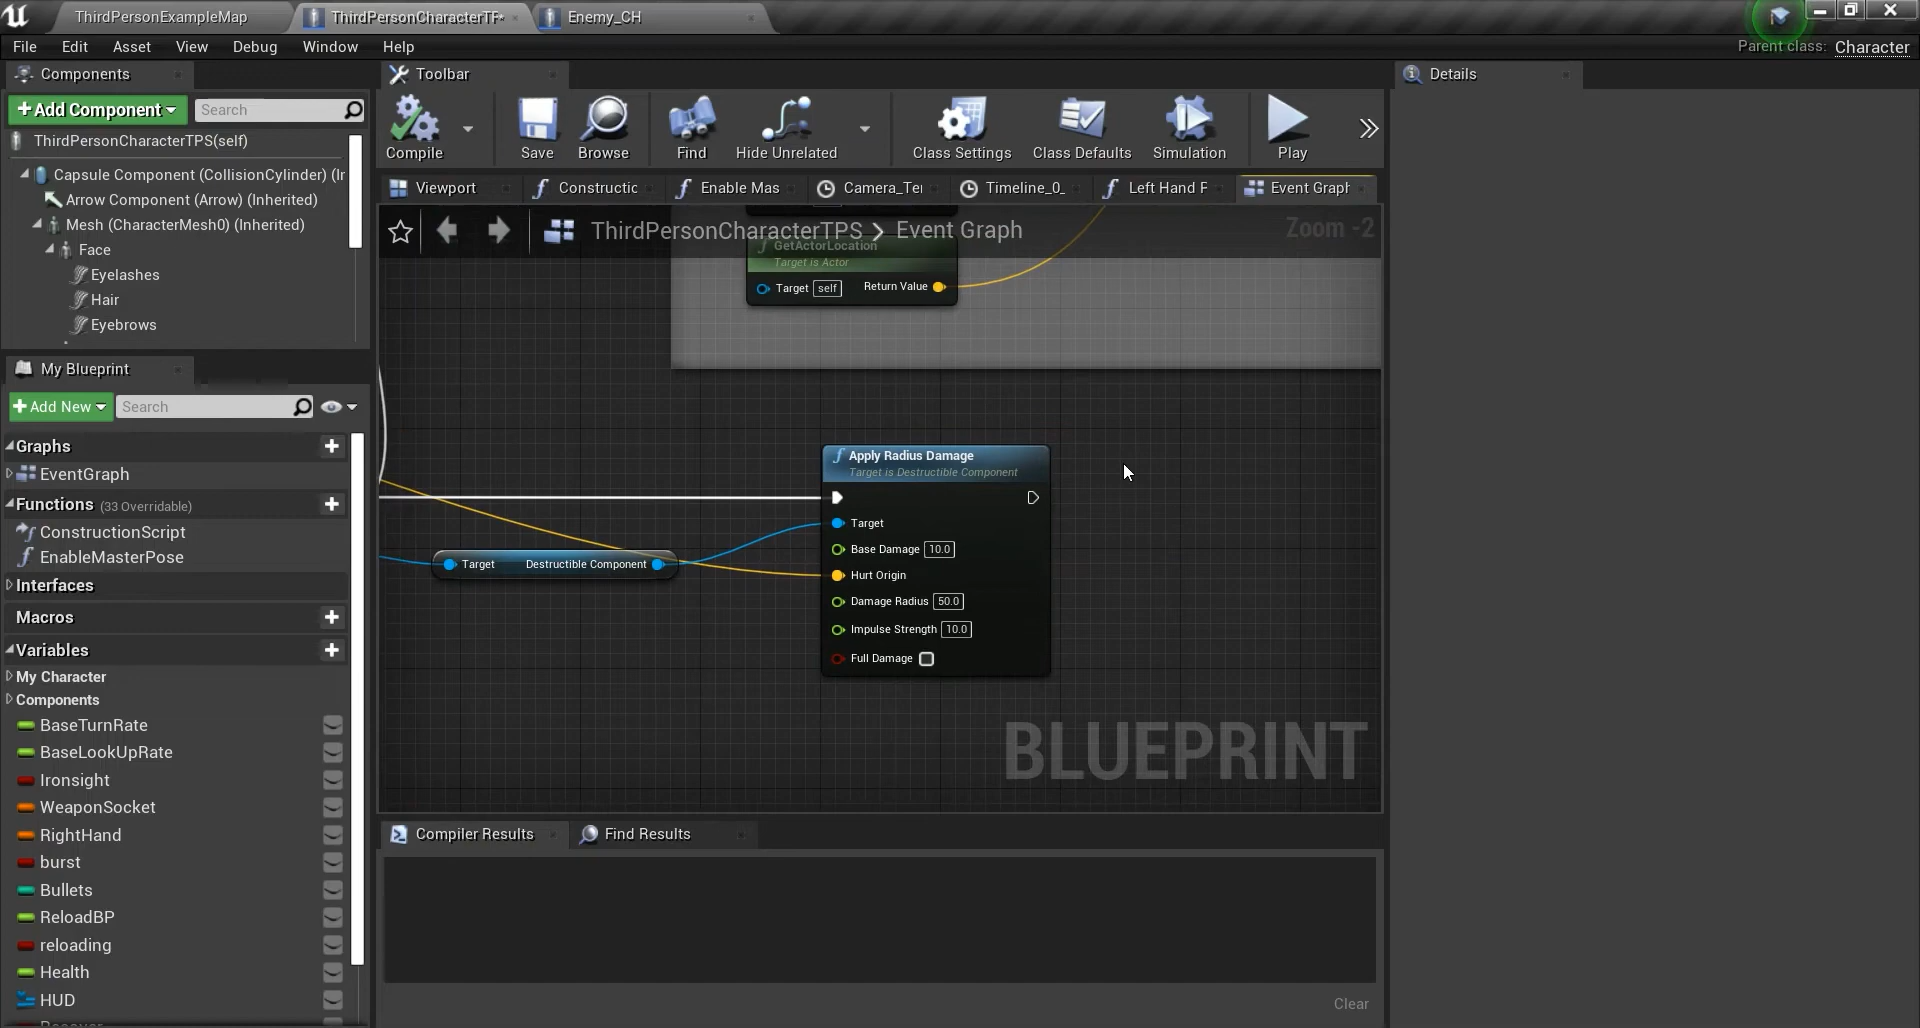 ThirdPersonExampleMap
ThirdPersonCharacterTP*
Enemy_CH
File Edit Asset View Debug Window Help
Parent class: Character
Components
Toolbar
Details
Add Component
Search
ThirdPersonCharacterTPS(self)
Capsule Component (CollisionCylinder) (Ir
Arrow Component (Arrow) (Inherited)
Mesh (CharacterMesh0) (Inherited)
Face
Eyelashes
Hair
Eyebrows
Compile Save Browse Find Hide Unrelated Class Settings Class Defaults Simulation Play
Viewport Constructic Enable Mas Camera_Te Timeline_0_ Left Hand F Event Graph
ThirdPersonCharacterTPS > Event Graph
Zoom -2
GetActorLocation
Target is Actor
Target self Return Value
Apply Radius Damage
Target is Destructible Component
Target
Base Damage 10.0
Hurt Origin
Damage Radius 50.0
Impulse Strength 10.0
Full Damage
Target Destructible Component
BLUEPRINT
My Blueprint
Add New
Search
Graphs
EventGraph
Functions (33 Overridable)
ConstructionScript
EnableMasterPose
Interfaces
Macros
Variables
My Character
Components
BaseTurnRate
BaseLookUpRate
Ironsight
WeaponSocket
RightHand
burst
Bullets
ReloadBP
reloading
Health
HUD
Compiler Results
Find Results
Clear